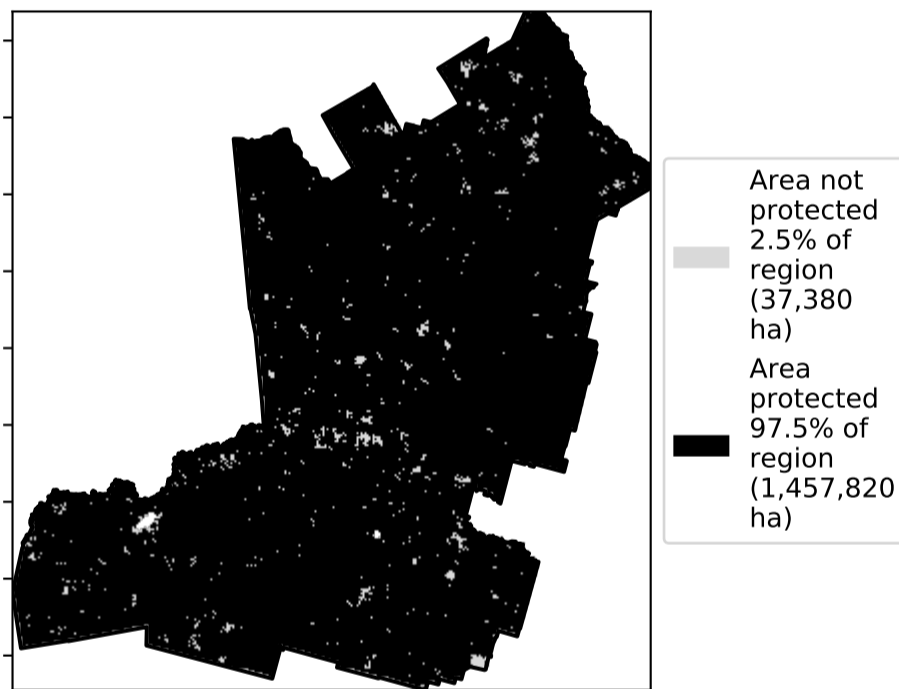 Area not
protected
2.5% of
region
(37,380
ha)
Area
protected
97.5% of
region
(1,457,820
ha)